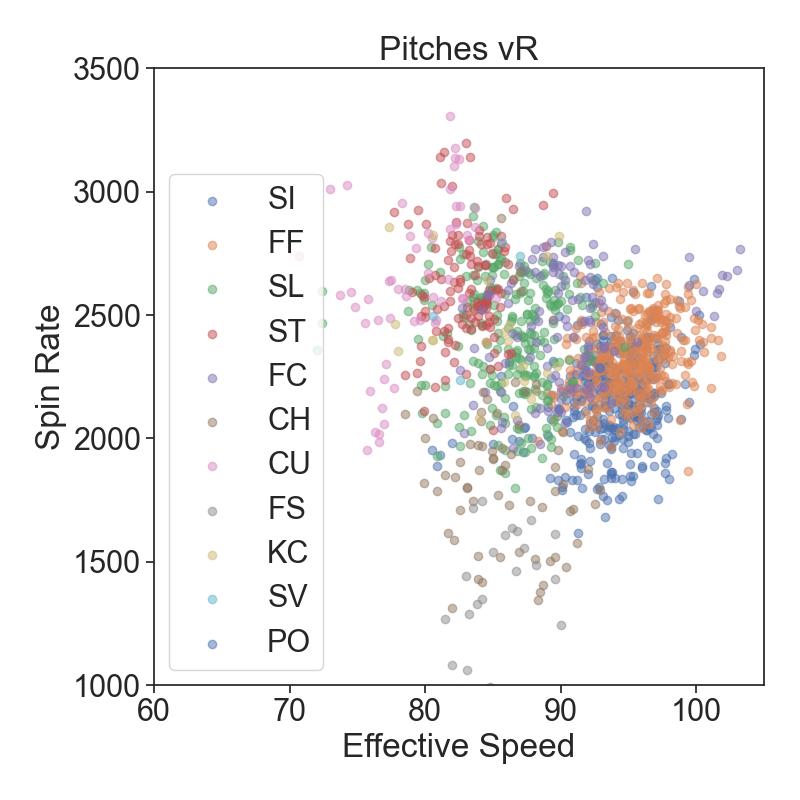 Pitches vR
3500
3000
2500
2000
1500
1000
Spin Rate
SI
FF
SL
ST
FC
CH
CU
FS
KC
SV
PO
60 70 80 90 100
Effective Speed